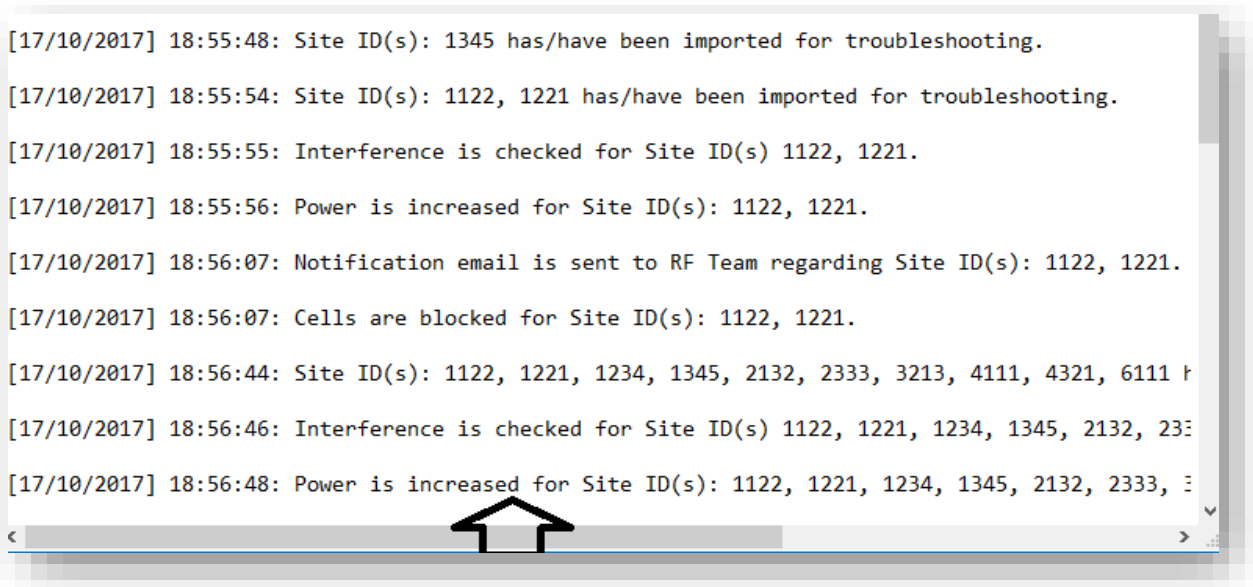 [17/10/2017] 18:55:48: Site ID(s): 1345 has/have been imported for troubleshooting.
[17/10/2017] 18:55:54: Site ID(s): 1122, 1221 has/have been imported for troubleshooting.
[17/10/2017] 18:55:55: Interference is checked for Site ID(s) 1122, 1221.
[17/10/2017] 18:55:56: Power is increased for Site ID(s): 1122, 1221.
[17/10/2017] 18:56:07: Notification email is sent to RF Team regarding Site ID(s): 1122, 1221.
[17/10/2017] 18:56:07: Cells are blocked for Site ID(s): 1122, 1221.
[17/10/2017] 18:56:44: Site ID(s): 1122, 1221, 1234, 1345, 2132, 2333, 3213, 4111, 4321, 6111
[17/10/2017] 18:56:46: Interference is checked for Site ID(s) 1122, 1221, 1234, 1345, 2132,
[17/10/2017] 18:56:48: Power is increased for Site ID(s): 1122, 1221, 1234, 1345, 2132, 2333,